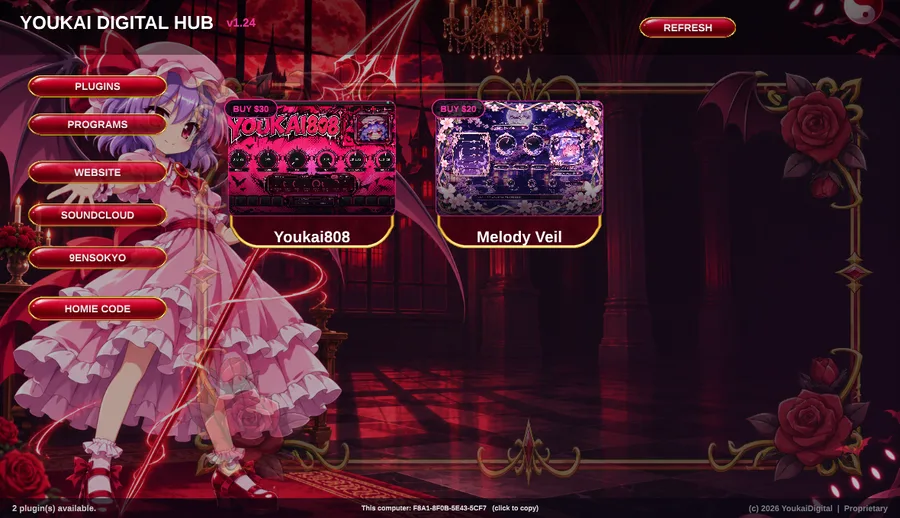 YOUKAI DIGITAL HUB v1.24
REFRESH
PLUGINS
PROGRAMS
WEBSITE
SOUNDCLOUD
9ENSOKYO
HOMIE CODE
BUY $30
YOUKAI808
Youkai808
BUY $20
Melody Veil
2 plugin(s) available.
This computer: F8A1-8F0B-5E43-5CF7 (click to copy)
(c) 2026 YoukaiDigital | Proprietary